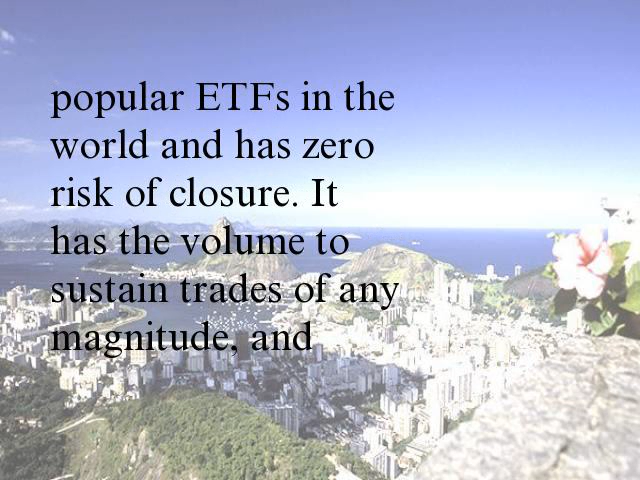 popular ETFs in the
world and has zero
risk of closure. It
has the volume to
sustain trades of any
magnitude, and